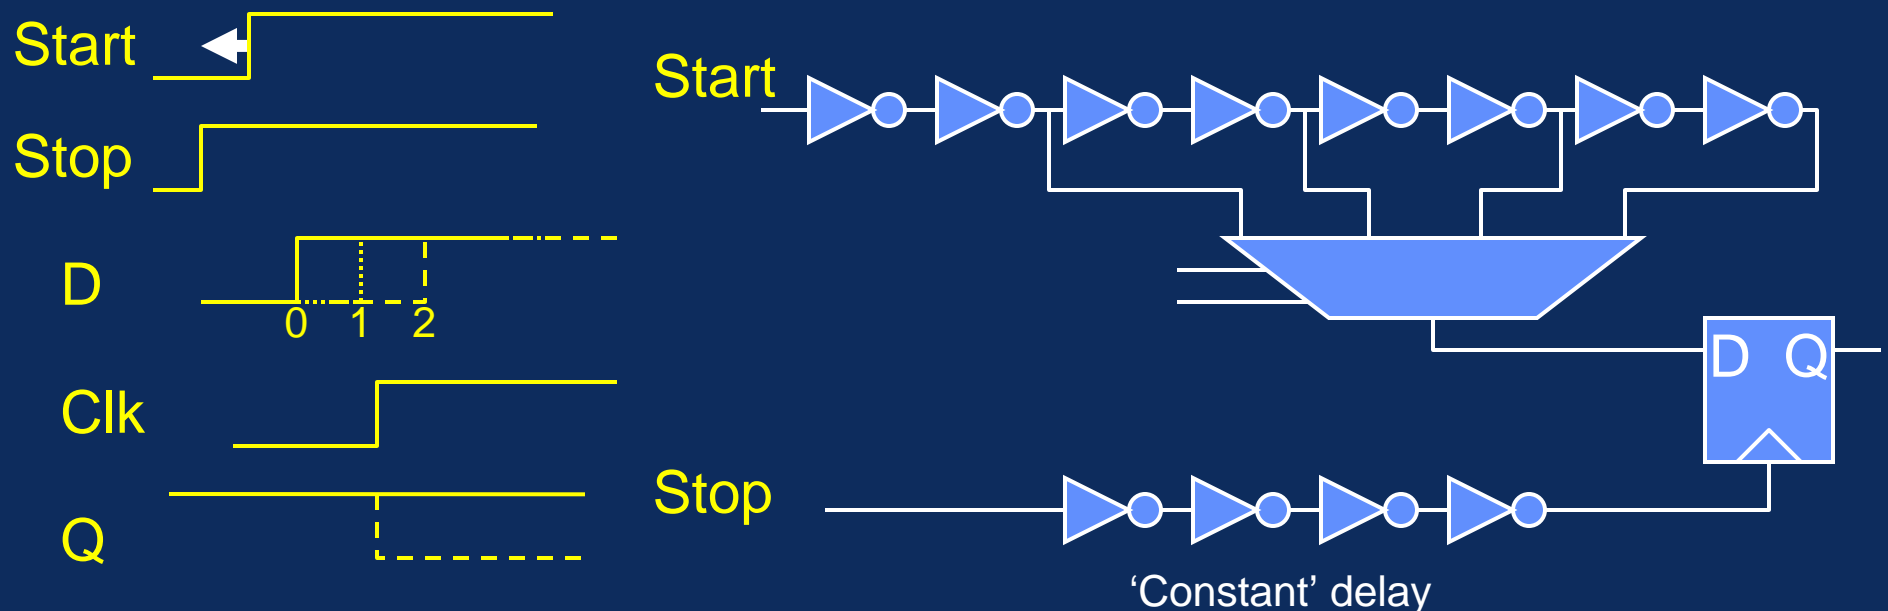 Start
Stop
D
0 1 2
Clk
Q
Start
D Q
Stop
‘Constant’ delay